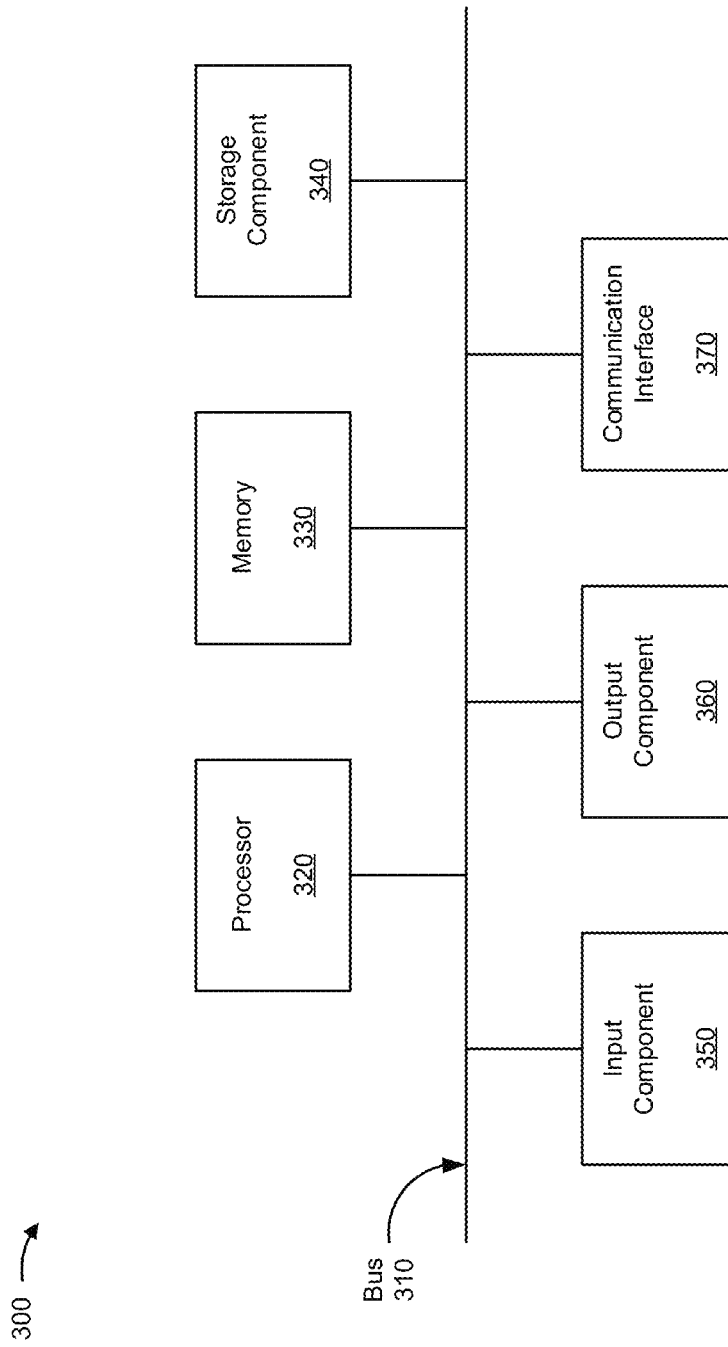 300
Processor
320
Memory
330
Storage
Component
340
Bus
310
Input
Component
350
Output
Component
360
Communication
Interface
370